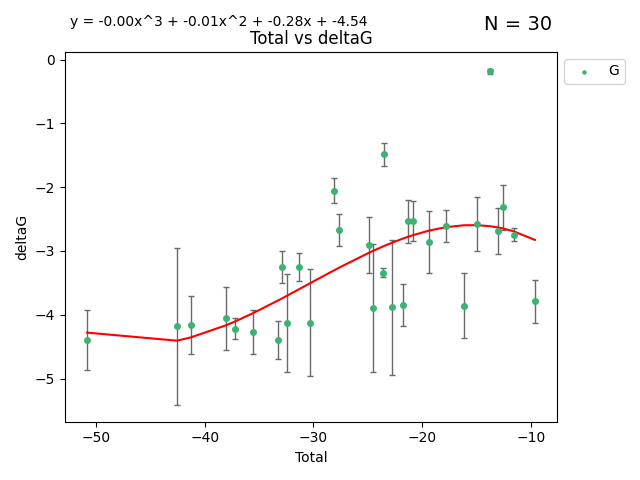 y = -0.00x^3 + -0.01x^2 + -0.28x + -4.54
N = 30
Total vs deltaG
G
0
−1
−2
−3
−4
−5
deltaG
−50 −40 −30 −20 −10
Total